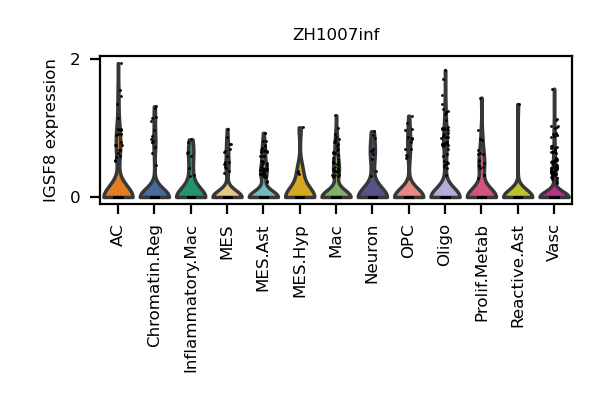 ZH1007inf
IGSF8 expression
2
0
AC
Chromatin.Reg
Inflammatory.Mac
MES
MES.Ast
MES.Hyp
Mac
Neuron
OPC
Oligo
Prolif.Metab
Reactive.Ast
Vasc